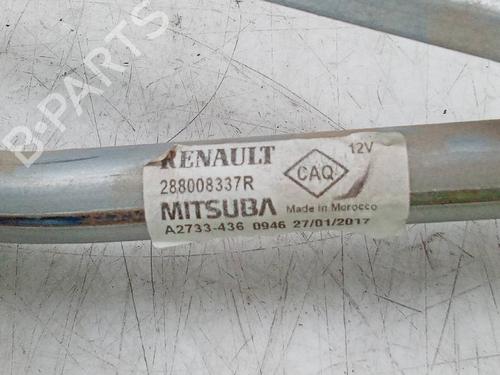 B-PARTS
RENAULT
288008337R
CAQ
12V
MITSUBA
Made in Morocco
A2733-436 0946 27/01/2017